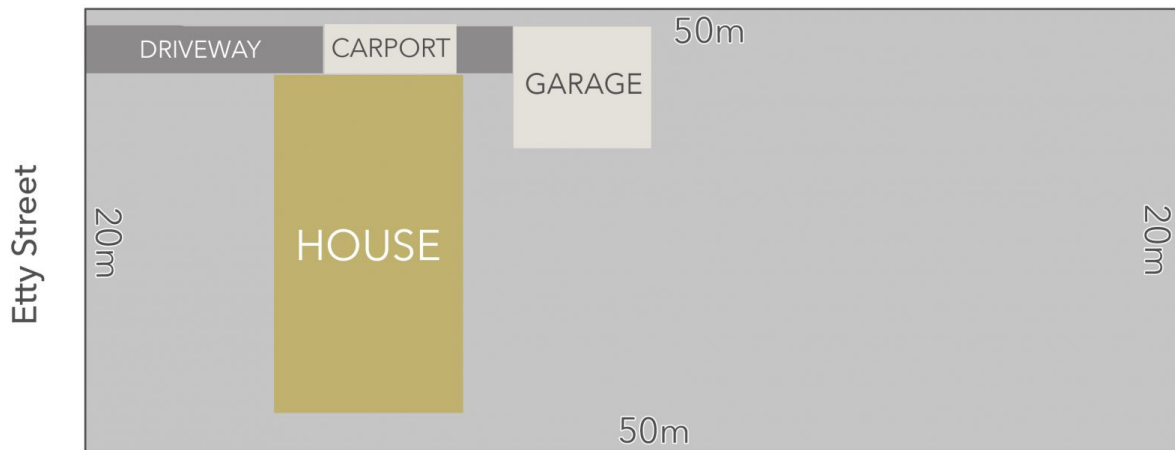 50m
DRIVEWAY
CARPORT
GARAGE
Etty Street
20m
HOUSE
20m
50m